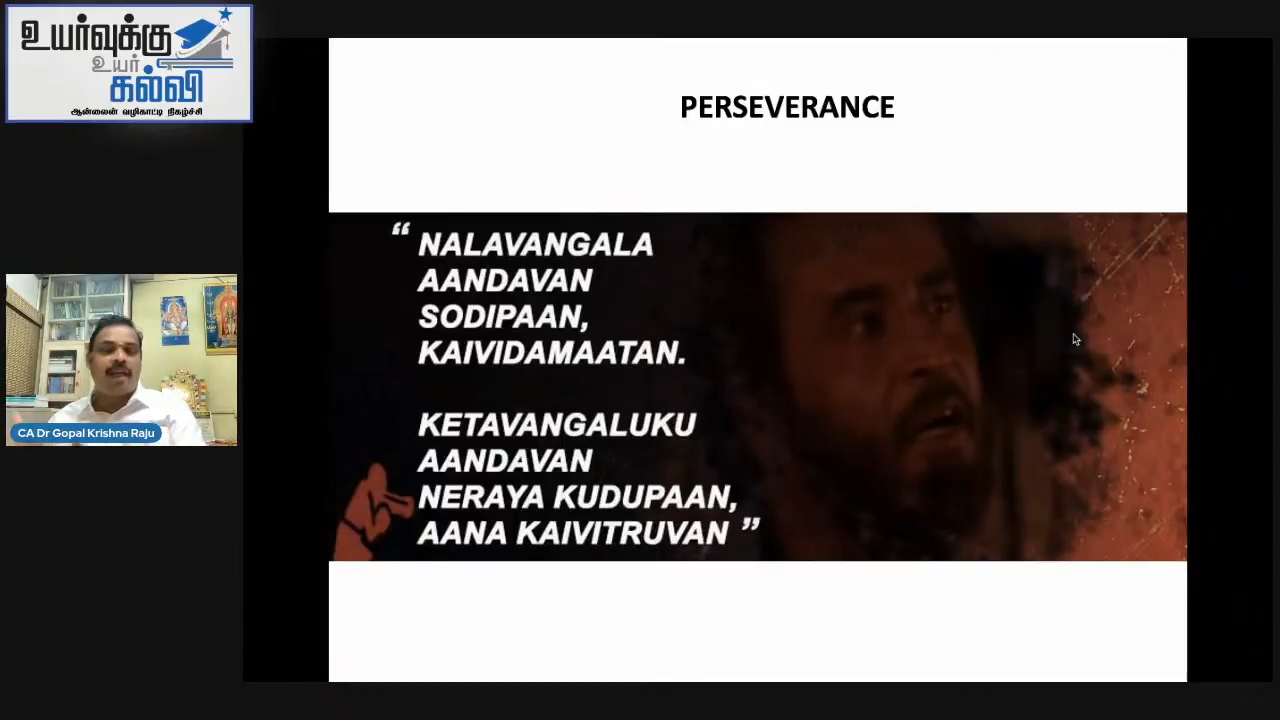 உயர்வுக்கு
உயர்
கல்வி
ஆன்லைன் வழிகாட்டி நிகழ்ச்சி
PERSEVERANCE
“ NALAVANGALA
AANDAVAN
SODIPAAN,
KAIVIDAMAATAN.
KETAVANGALUKU
AANDAVAN
NERAYA KUDUPAAN,
AANA KAIVITRUVAN ”
CA Dr Gopal Krishna Raju